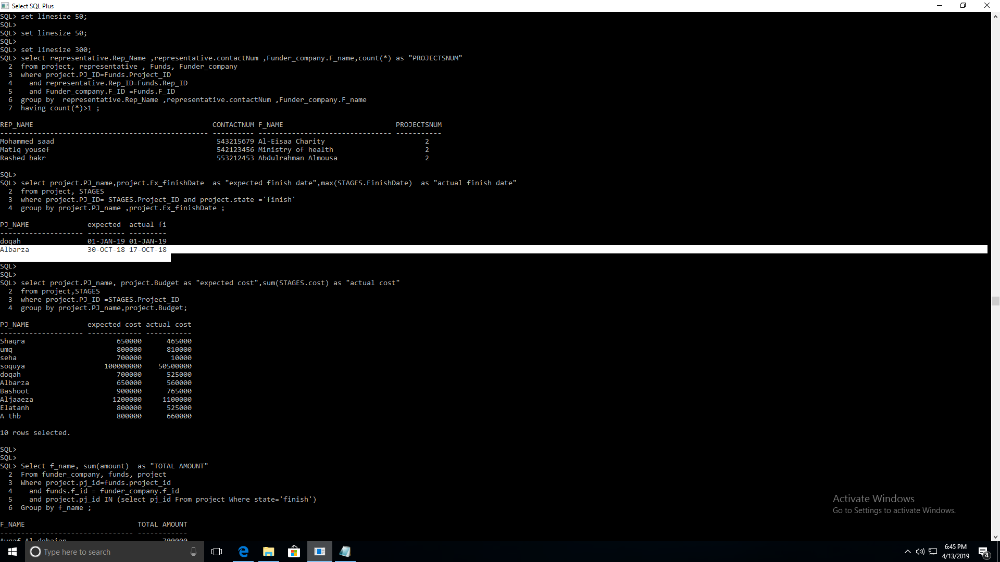 Select SQL Plus
SQL> set linesize 50;
SQL>
SQL> set linesize 50;
SQL>
SQL> set linesize 300;
SQL> select representative.Rep_Name ,representative.contactNum ,Funder_company.F_name,count(*) as "PROJECTSNUM"
  2  from project, representative , Funds, Funder_company
  3  where project.PJ_ID=Funds.Project_ID
  4    and representative.Rep_ID=Funds.Rep_ID
  5    and Funder_company.F_ID =Funds.F_ID
  6  group by  representative.Rep_Name ,representative.contactNum ,Funder_company.F_name
  7  having count(*)>1 ;
REP_NAME                                           CONTACTNUM F_NAME                           PROJECTSNUM
-------------------------------------------------- ---------- -------------------------------- -----------
Mohammed saad                                       543215679 Al-Eisaa Charity                        2
Matlq yousef                                        542123456 Ministry of health                      2
Rashed bakr                                         553212453 Abdulrahman Almousa                     2
SQL>
SQL> select project.PJ_name,project.Ex_finishDate  as "expected finish date",max(STAGES.FinishDate)  as "actual finish date"
  2  from project, STAGES
  3  where project.PJ_ID= STAGES.Project_ID and project.state ='finish'
  4  group by project.PJ_name ,project.Ex_finishDate ;
PJ_NAME              expected  actual fi
-------------------- --------- ---------
doqah                01-JAN-19 01-JAN-19
Albarza              30-OCT-18 17-OCT-18
SQL>
SQL>
SQL> select project.PJ_name, project.Budget as "expected cost",sum(STAGES.cost) as "actual cost"
  2  from project,STAGES
  3  where project.PJ_ID =STAGES.Project_ID
  4  group by project.PJ_name,project.Budget;
PJ_NAME              expected cost actual cost
-------------------- ------------- -----------
Shaqra                      650000      465000
umq                         800000      810000
seha                        700000       10000
soquya                   100000000    50500000
doqah                       700000      525000
Albarza                     650000      560000
Bashoot                     900000      765000
Aljaaeza                   1200000     1100000
Elatanh                     800000      525000
A thb                       800000      660000
10 rows selected.
SQL>
SQL>
SQL> Select f_name, sum(amount)  as "TOTAL AMOUNT"
  2  From funder_company, funds, project
  3  Where project.pj_id=funds.project_id
  4    and funds.f_id = funder_company.f_id
  5    and project.pj_id IN (select pj_id From project Where state='finish')
  6  Group by f_name ;
F_NAME                           TOTAL AMOUNT
-------------------------------- ------------
700000
Activate Windows
Go to Settings to activate Windows.
Type here to search
6:45 PM
4/13/2019
4